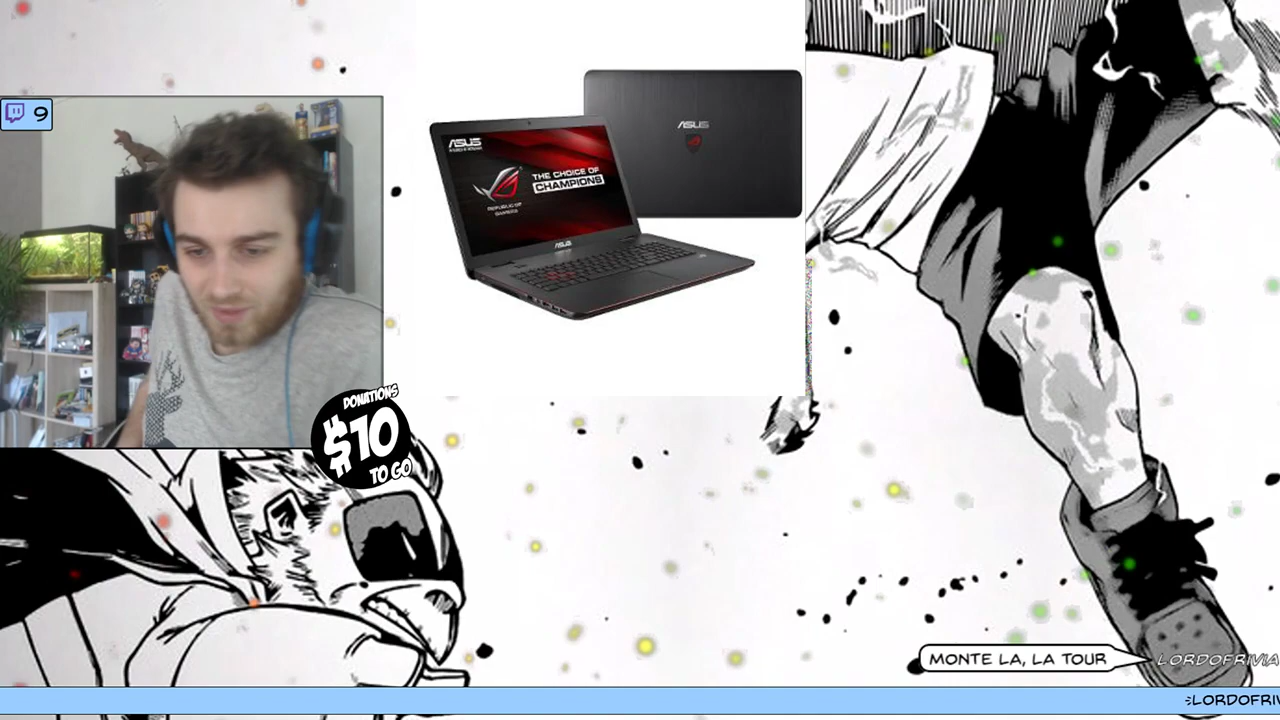 9
ASUS
THE CHOICE OF
CHAMPIONS
REPUBLIC OF
GAMERS
ASUS
ASUS
DONATIONS
$10
TO GO
MONTE LA, LA TOUR
LORDOFRIVIA
LORDOFRIV